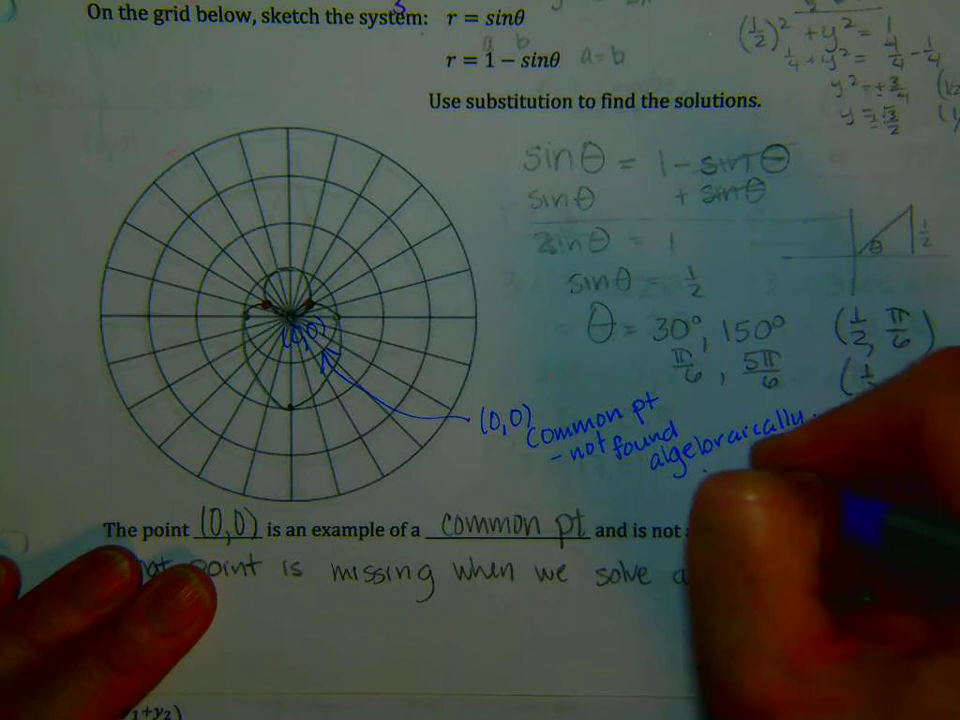 On the grid below, sketch the system: r = sinθ
r = 1 − sinθ a = b
a b
(1/2)² + y² = 1
1/4 + y² = 4/4 - 1/4
y² = ± 3/4
y = ± √3/2
Use substitution to find the solutions.
sinθ = 1 - sinθ
sinθ + sinθ
2sinθ = 1
sinθ = 1/2
θ 1/2
θ = 30°, 150° (1/2, π/6)
π/6, 5π/6
(0,0)
(0,0) common pt
- not found
algebraically.
The point (0,0) is an example of a common pt and is not
point is missing when we solve